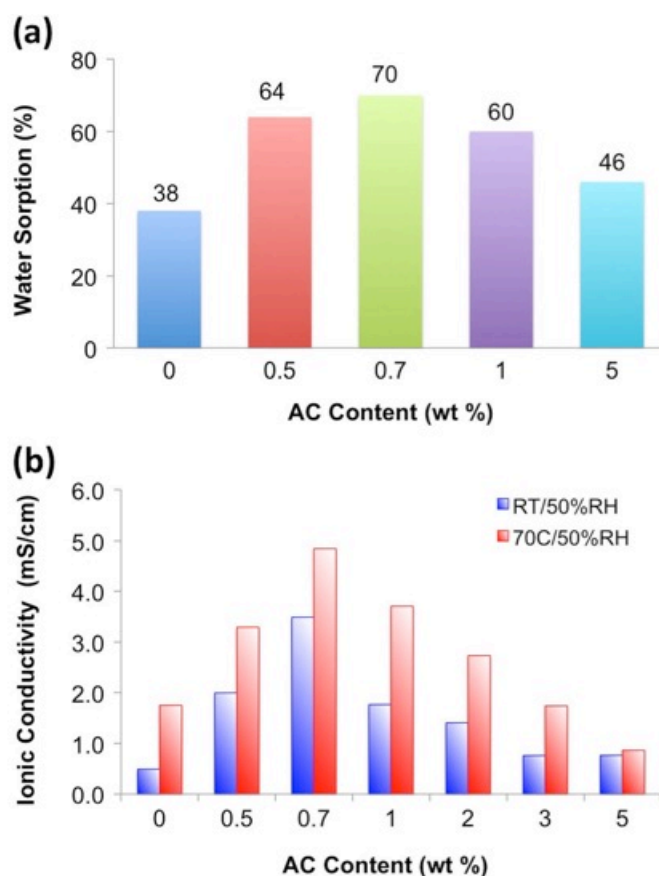 (a)
Water Sorption (%)
80
60
40
20
0
38
64
70
60
46
0 0.5 0.7 1 5
AC Content (wt %)
(b)
Ionic Conductivity (mS/cm)
6.0
5.0
4.0
3.0
2.0
1.0
0.0
RT/50%RH
70C/50%RH
0 0.5 0.7 1 2 3 5
AC Content (wt %)